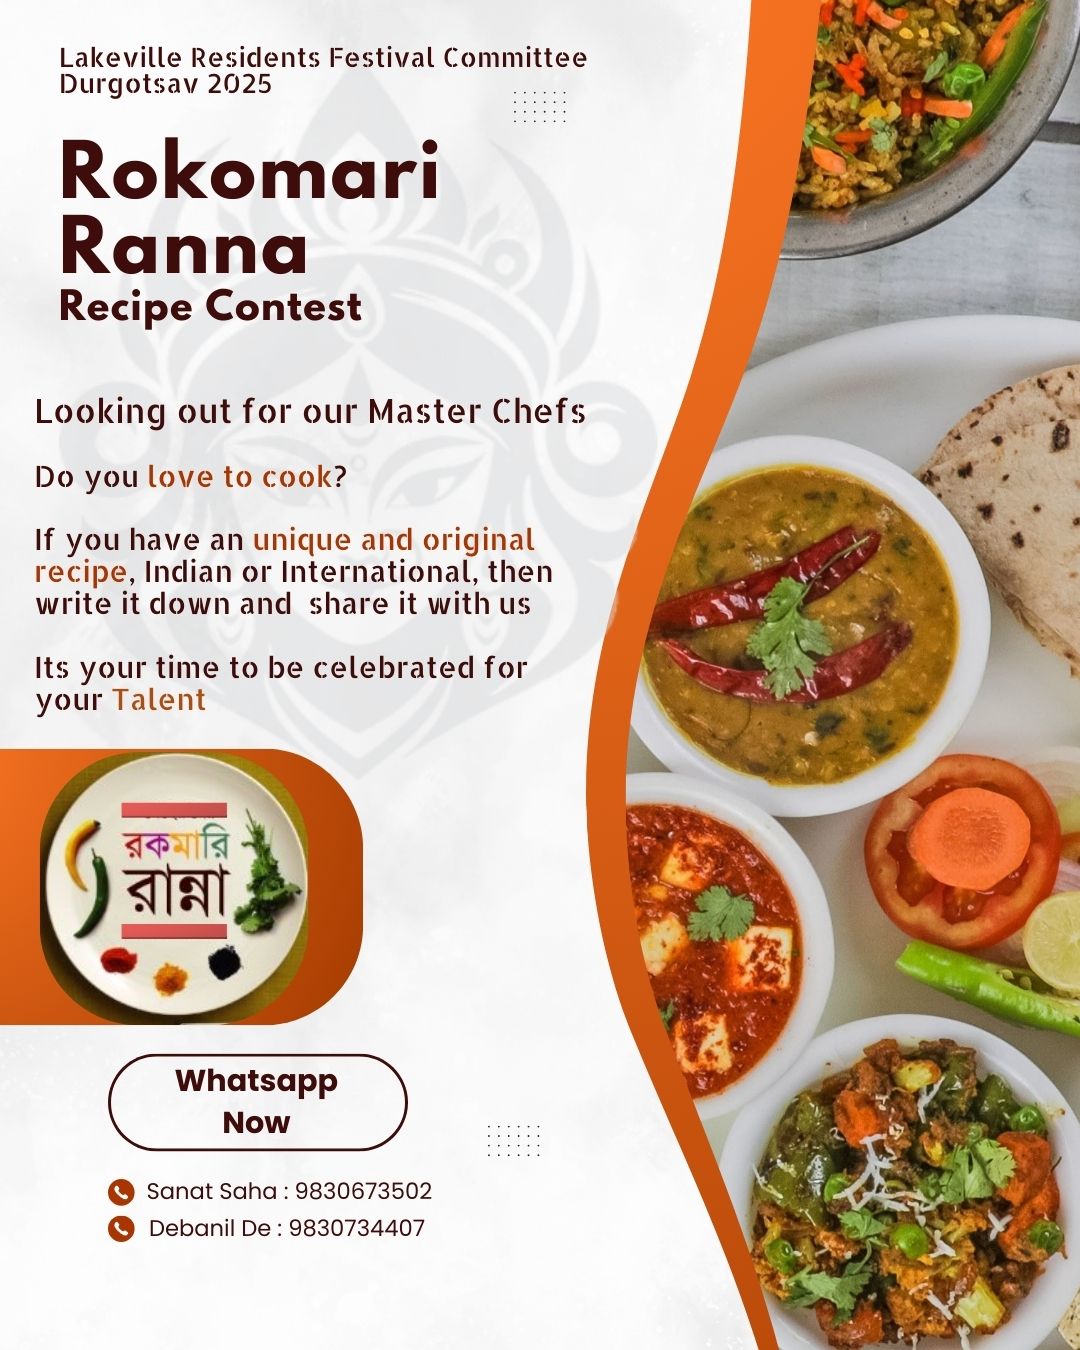 Lakeville Residents Festival Committee
Durgotsav 2025
Rokomari
Ranna
Recipe Contest
Looking out for our Master Chefs
Do you love to cook?
If you have an unique and original
recipe, Indian or International, then
write it down and  share it with us
Its your time to be celebrated for
your Talent
রকমারি
রান্না
Whatsapp
Now
Sanat Saha : 9830673502
Debanil De : 9830734407